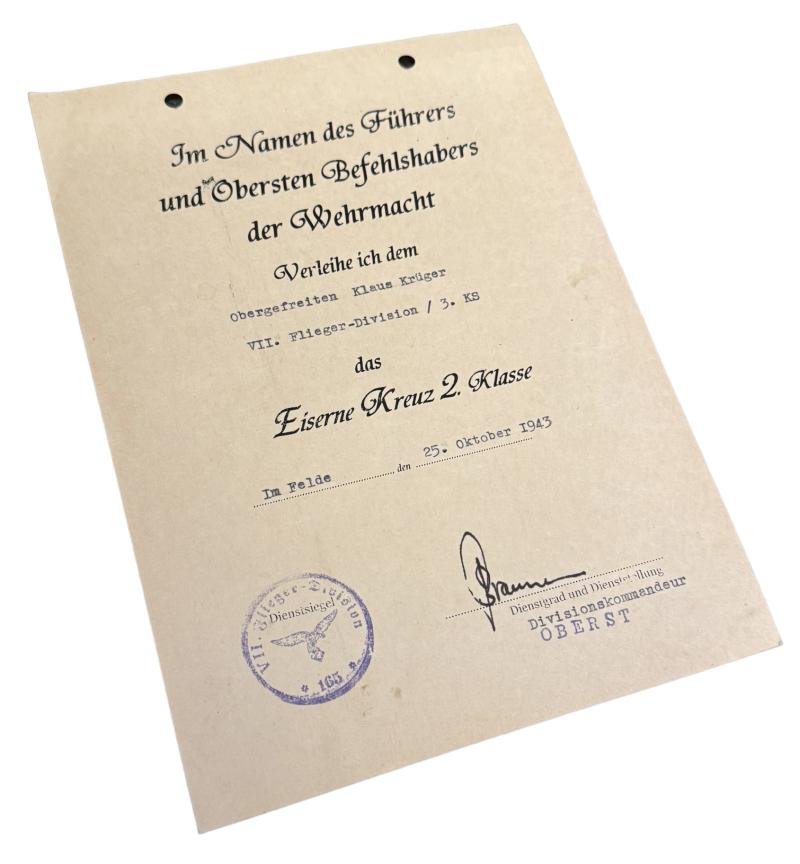 Im Namen des Führers
und Obersten Befehlshabers
der Wehrmacht
Verleihe ich dem
Obergefreiten Klaus Krüger
VII. Flieger-Division / 3. KS
das
Eiserne Kreuz 2. Klasse
Im Felde den 25. Oktober 1943
VII. Flieger-Division
Dienstsiegel
* 165 *
Dienstgrad und Dienststellung
Divisionskommandeur
OBERST